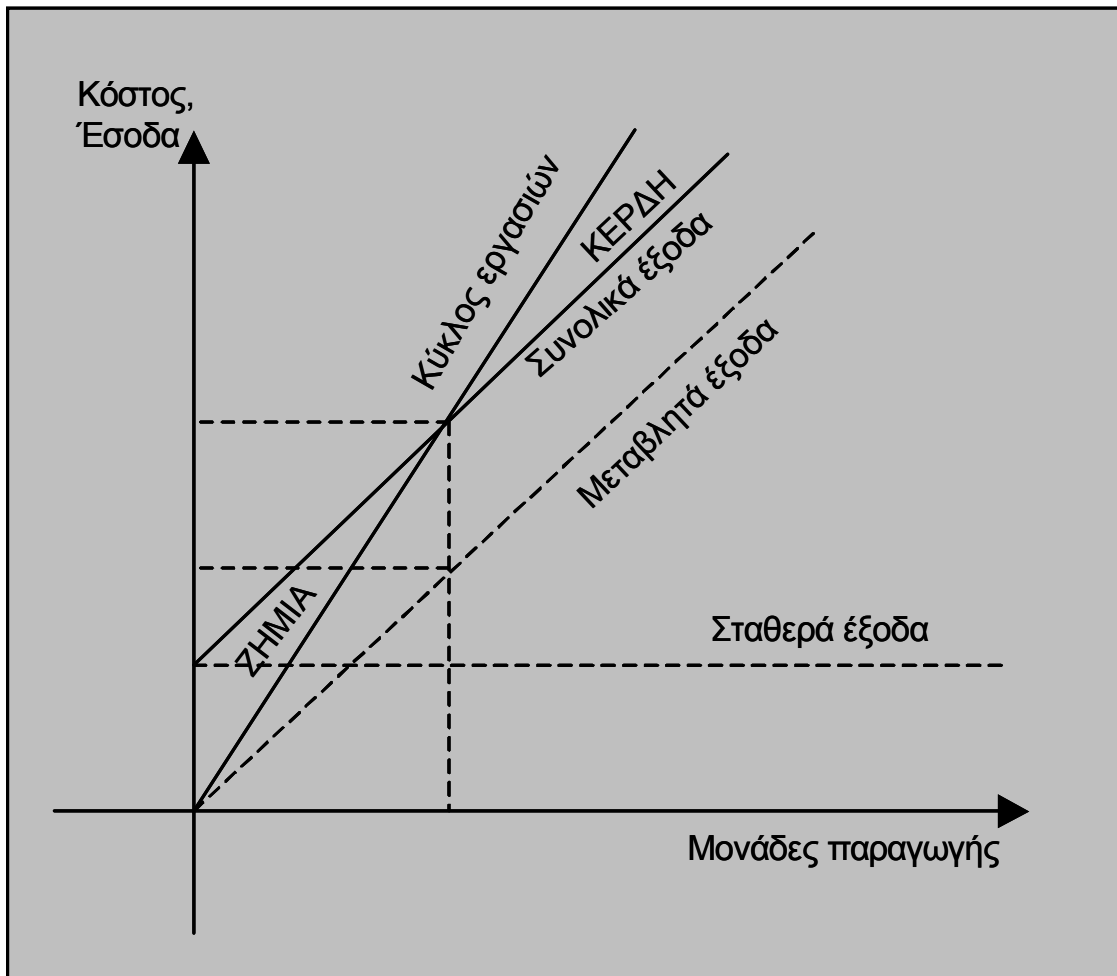 Κόστος,
Έσοδα
Κύκλος εργασιών
ΚΕΡΔΗ
Συνολικά έξοδα
Μεταβλητά έξοδα
ΖΗΜΙΑ
Σταθερά έξοδα
Μονάδες παραγωγής